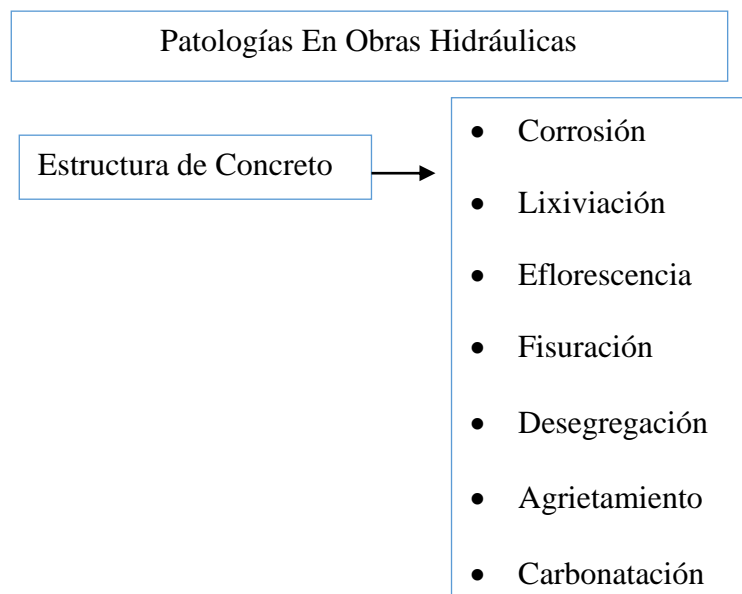 Patologías En Obras Hidráulicas
Estructura de Concreto
• Corrosión
• Lixiviación
• Eflorescencia
• Fisuración
• Desegregación
• Agrietamiento
• Carbonatación